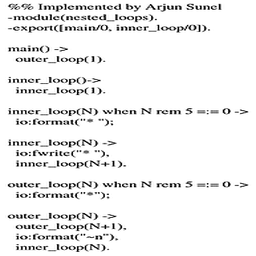 %% Implemented by Arjun Sunel
-module(nested_loops).
-export([main/0, inner_loop/0]).
main() ->
outer_loop(1).
inner_loop()->
inner_loop(1).
inner_loop(N) when N rem 5 =:= 0 ->
io:format("* ");
inner_loop(N) ->
io:fwrite("* "),
inner_loop(N+1).
outer_loop(N) when N rem 5 =:= 0 ->
io:format("*");
outer_loop(N) ->
outer_loop(N+1),
io:format("~n"),
inner_loop(N).